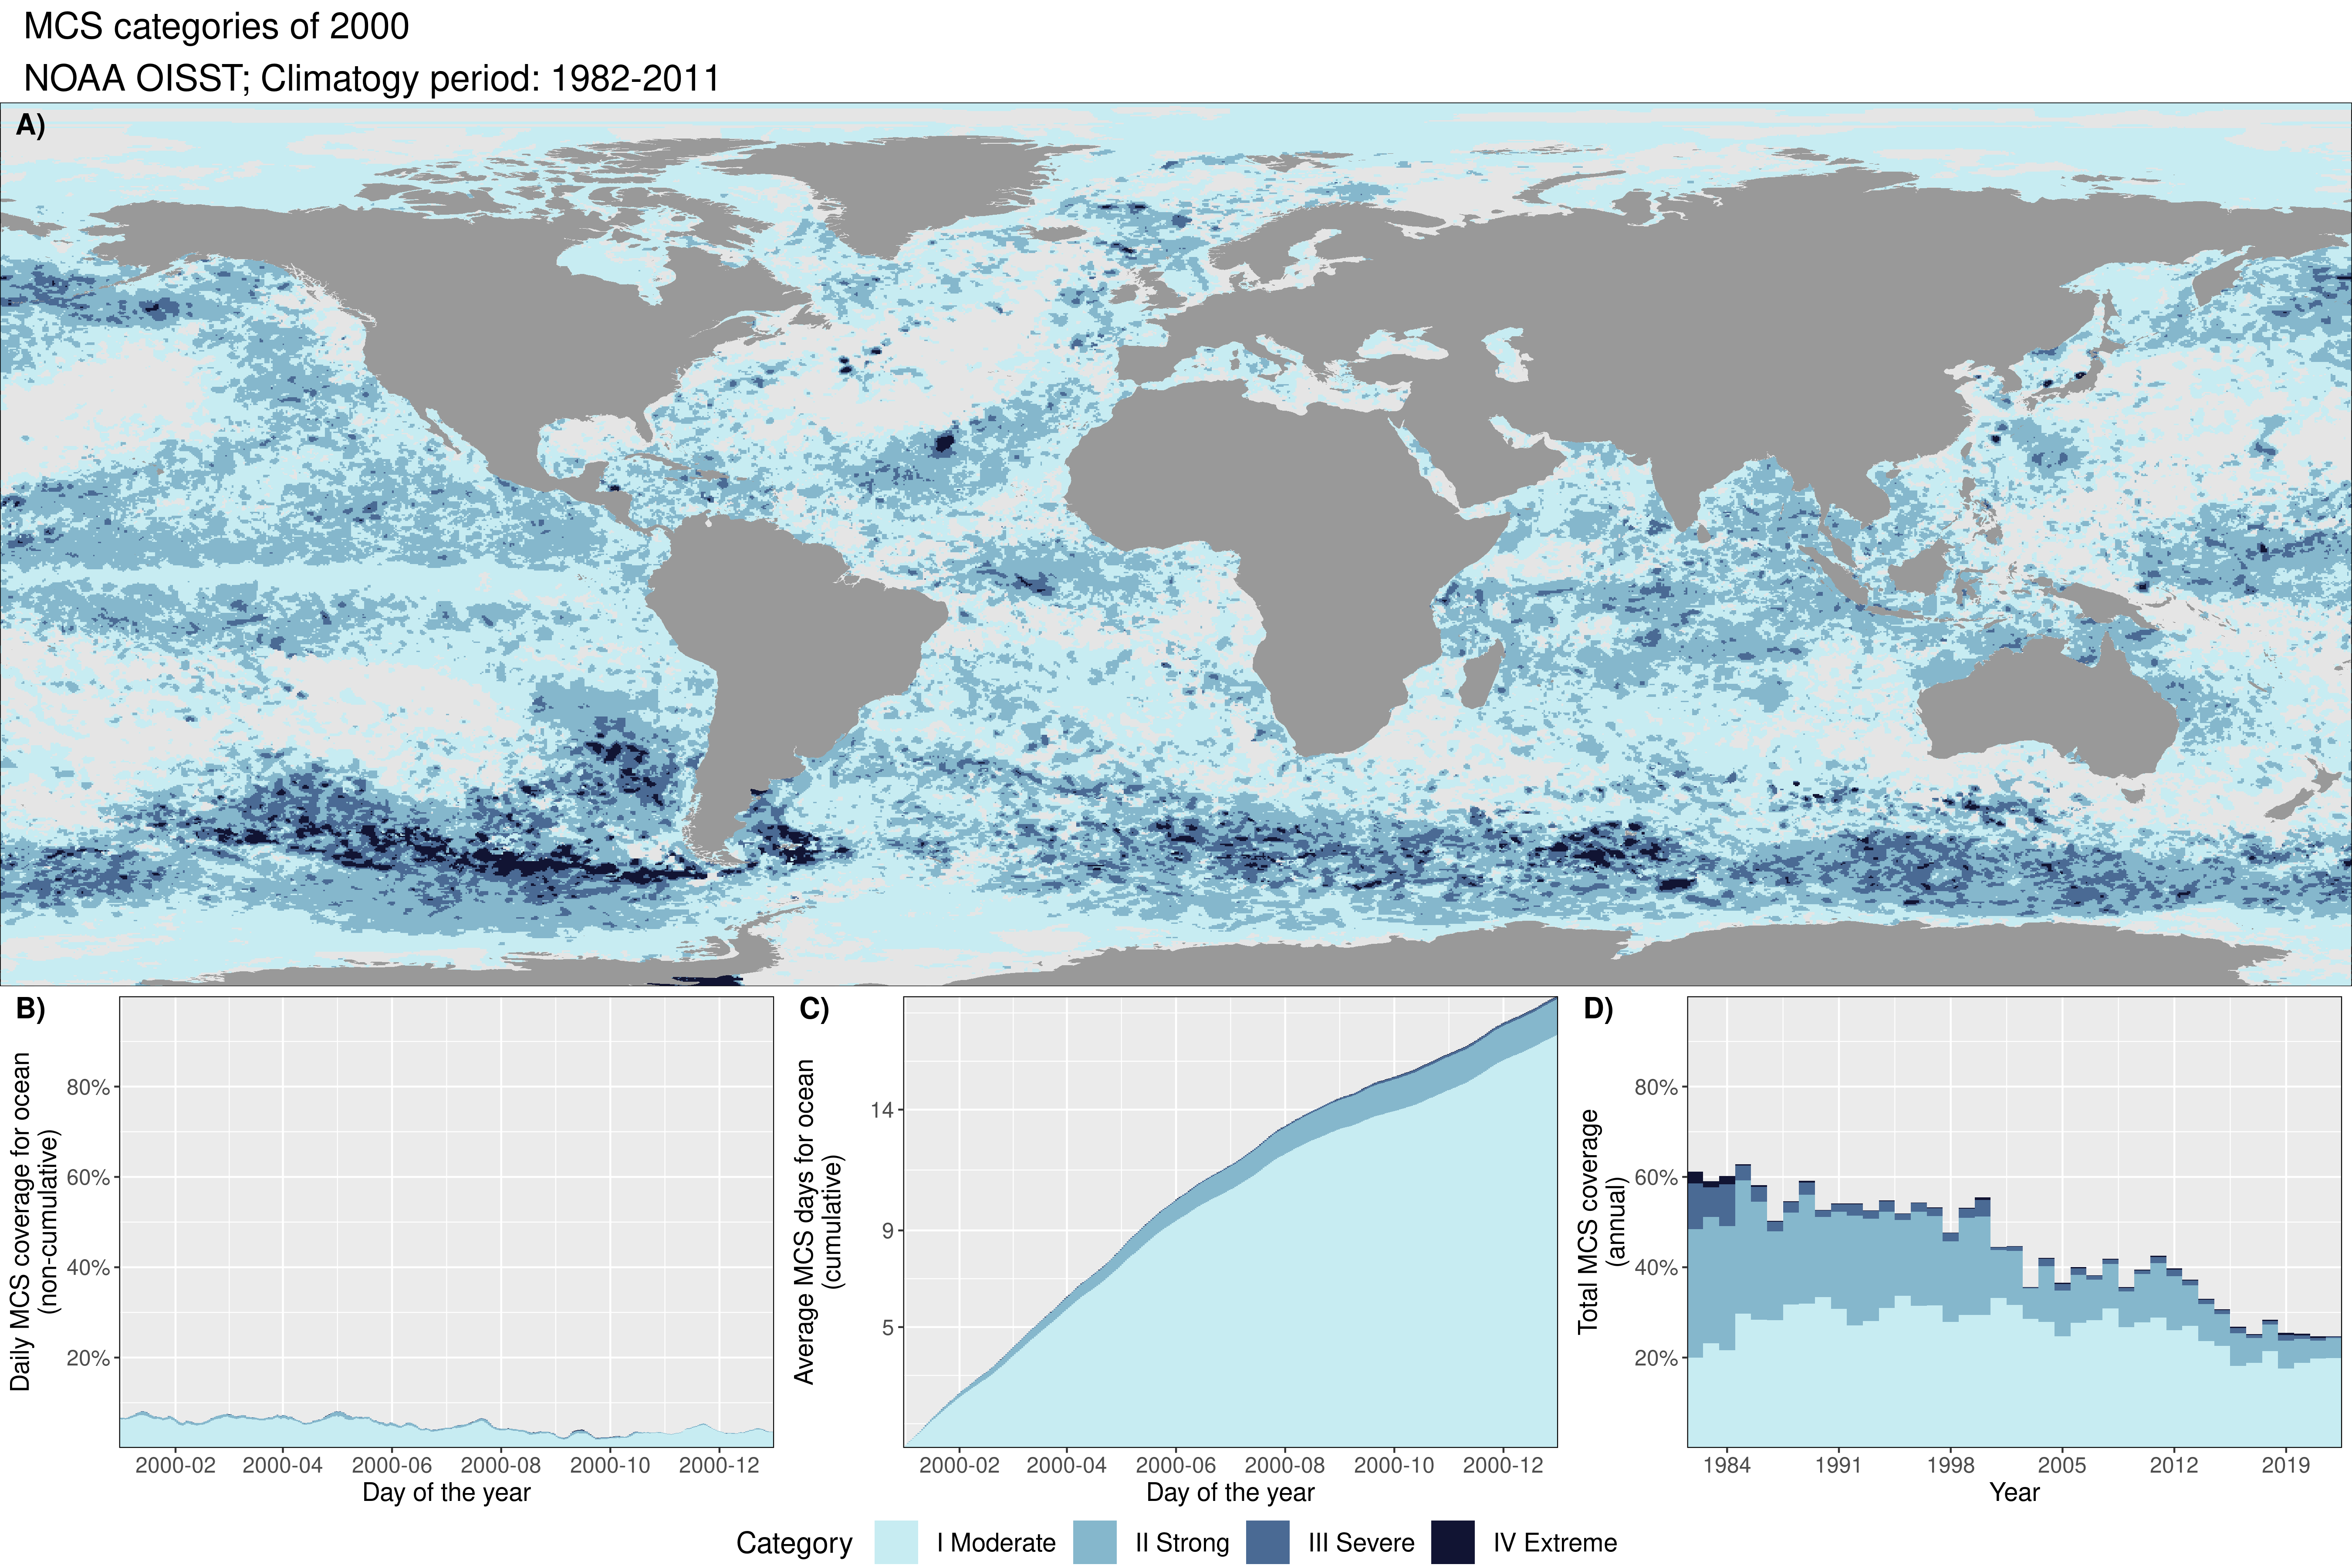 MCS categories of 2000
NOAA OISST; Climatogy period: 1982-2011
A)
B)
Daily MCS coverage for ocean
(non-cumulative)
80%
60%
40%
20%
2000-02 2000-04 2000-06 2000-08 2000-10 2000-12
Day of the year
C)
Average MCS days for ocean
(cumulative)
14
9
5
2000-02 2000-04 2000-06 2000-08 2000-10 2000-12
Day of the year
D)
Total MCS coverage
(annual)
80%
60%
40%
20%
1984 1991 1998 2005 2012 2019
Year
Category I Moderate II Strong III Severe IV Extreme